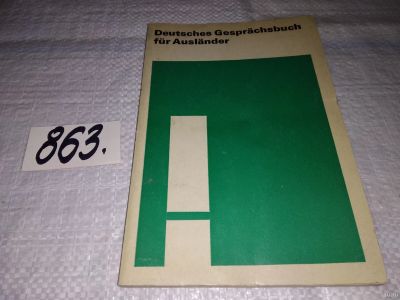 Deutsches Gesprächsbuch
für Ausländer
863.